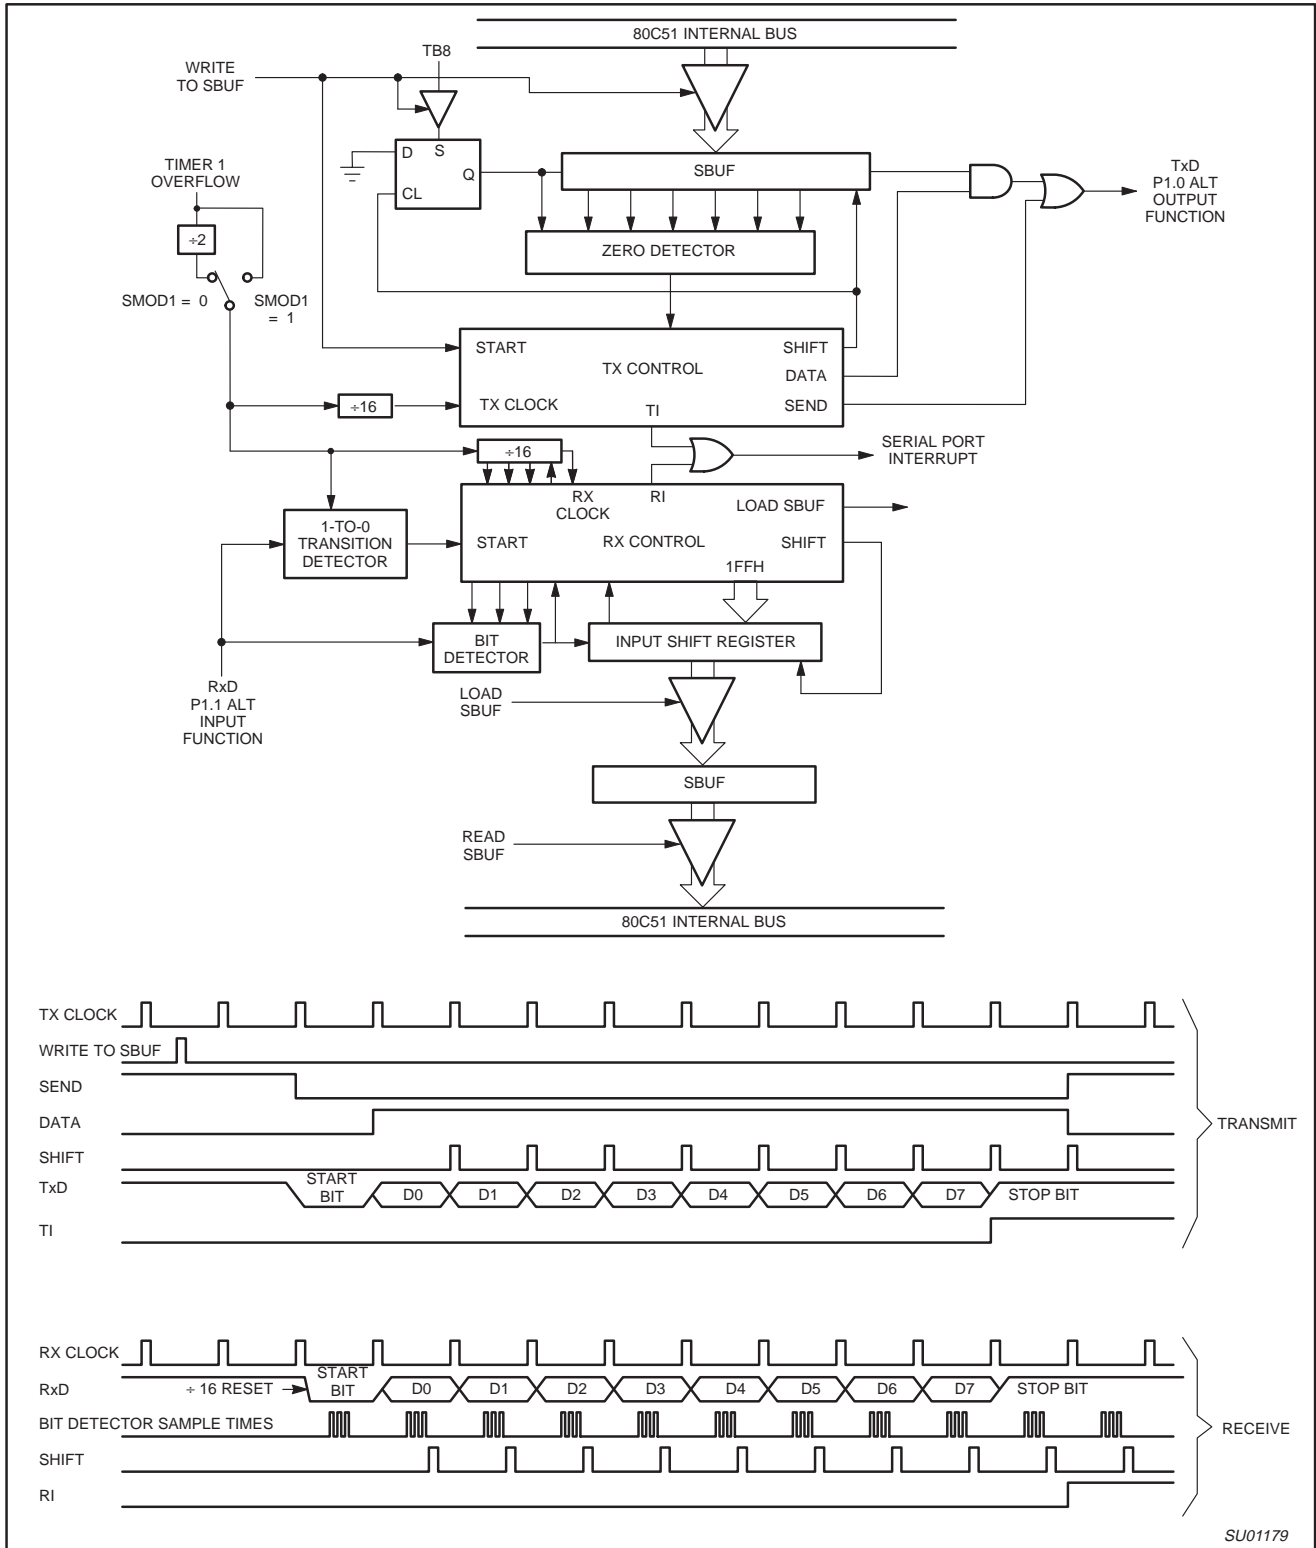 80C51 INTERNAL BUS
TB8
WRITE
TO SBUF
D
S
Q
CL
SBUF
TxD
P1.0 ALT
OUTPUT
FUNCTION
TIMER 1
OVERFLOW
÷2
ZERO DETECTOR
SMOD1 = 0
SMOD1
= 1
START
SHIFT
TX CONTROL
DATA
÷16
TX CLOCK
TI
SEND
÷16
SERIAL PORT
INTERRUPT
RX
CLOCK
RI
LOAD SBUF
1-TO-0
TRANSITION
DETECTOR
START
RX CONTROL
SHIFT
1FFH
BIT
DETECTOR
INPUT SHIFT REGISTER
RxD
P1.1 ALT
INPUT
FUNCTION
LOAD
SBUF
SBUF
READ
SBUF
80C51 INTERNAL BUS
TX CLOCK
WRITE TO SBUF
SEND
DATA
TRANSMIT
SHIFT
TxD
START
BIT
D0 D1 D2 D3 D4 D5 D6 D7 STOP BIT
TI
RX CLOCK
RxD
÷ 16 RESET
START
BIT
D0 D1 D2 D3 D4 D5 D6 D7 STOP BIT
BIT DETECTOR SAMPLE TIMES
RECEIVE
SHIFT
RI
SU01179